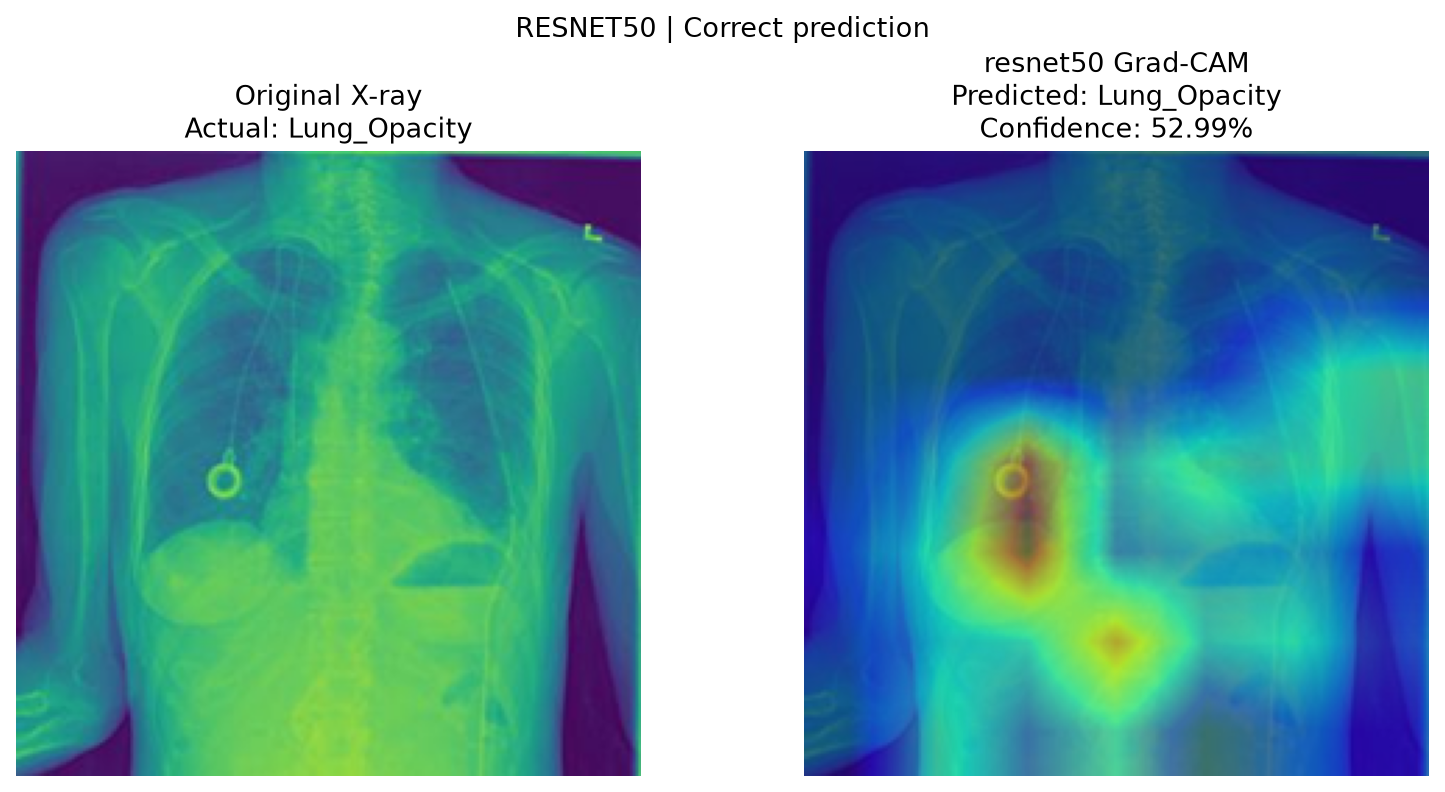 RESNET50 | Correct prediction
Original X-ray
Actual: Lung_Opacity
resnet50 Grad-CAM
Predicted: Lung_Opacity
Confidence: 52.99%
L